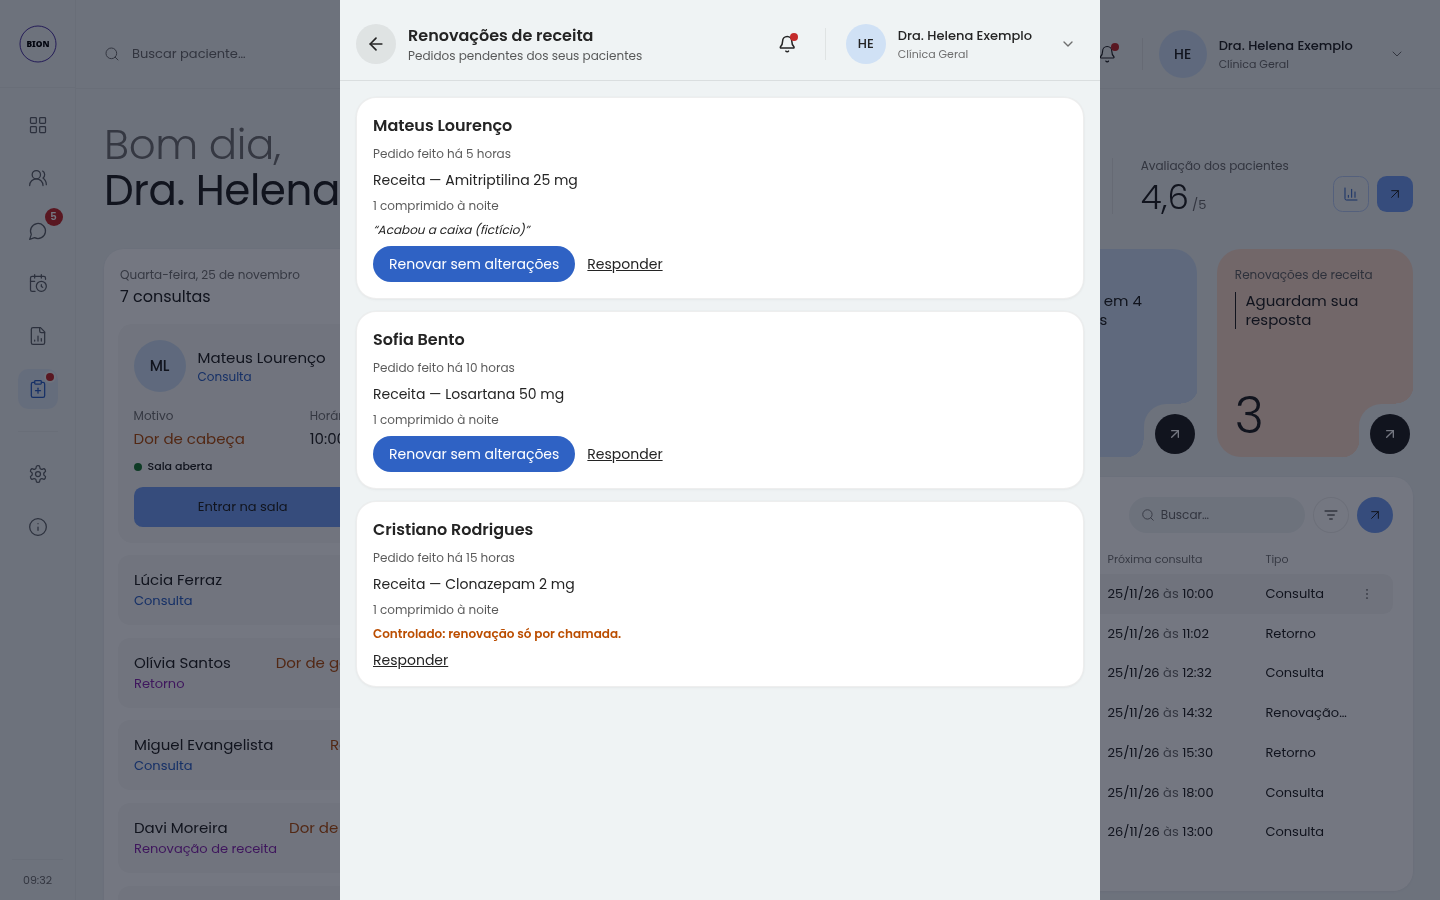 BION
Buscar paciente...
Bom dia,
Dra. Helena
Quarta-feira, 25 de novembro
7 consultas
ML
Mateus Lourenço
Consulta
Motivo
Dor de cabeça
10:00
Sala aberta
Entrar na sala
Lúcia Ferraz
Consulta
Olívia Santos
Dor de
Retorno
Miguel Evangelista
Consulta
Davi Moreira
Dor de
Renovação de receita
5
09:32
Renovações de receita
Pedidos pendentes dos seus pacientes
HE
Dra. Helena Exemplo
Clínica Geral
Mateus Lourenço
Pedido feito há 5 horas
Receita — Amitriptilina 25 mg
1 comprimido à noite
“Acabou a caixa (fictício)”
Renovar sem alterações
Responder
Sofia Bento
Pedido feito há 10 horas
Receita — Losartana 50 mg
1 comprimido à noite
Renovar sem alterações
Responder
Cristiano Rodrigues
Pedido feito há 15 horas
Receita — Clonazepam 2 mg
1 comprimido à noite
Controlado: renovação só por chamada.
Responder
HE
Dra. Helena Exemplo
Clínica Geral
Avaliação dos pacientes
4,6 /5
em 4
s
Renovações de receita
Aguardam sua
resposta
3
Buscar...
Próxima consulta Tipo
25/11/26 às 10:00 Consulta
25/11/26 às 11:02 Retorno
25/11/26 às 12:32 Consulta
25/11/26 às 14:32 Renovação...
25/11/26 às 15:30 Retorno
25/11/26 às 18:00 Consulta
26/11/26 às 13:00 Consulta